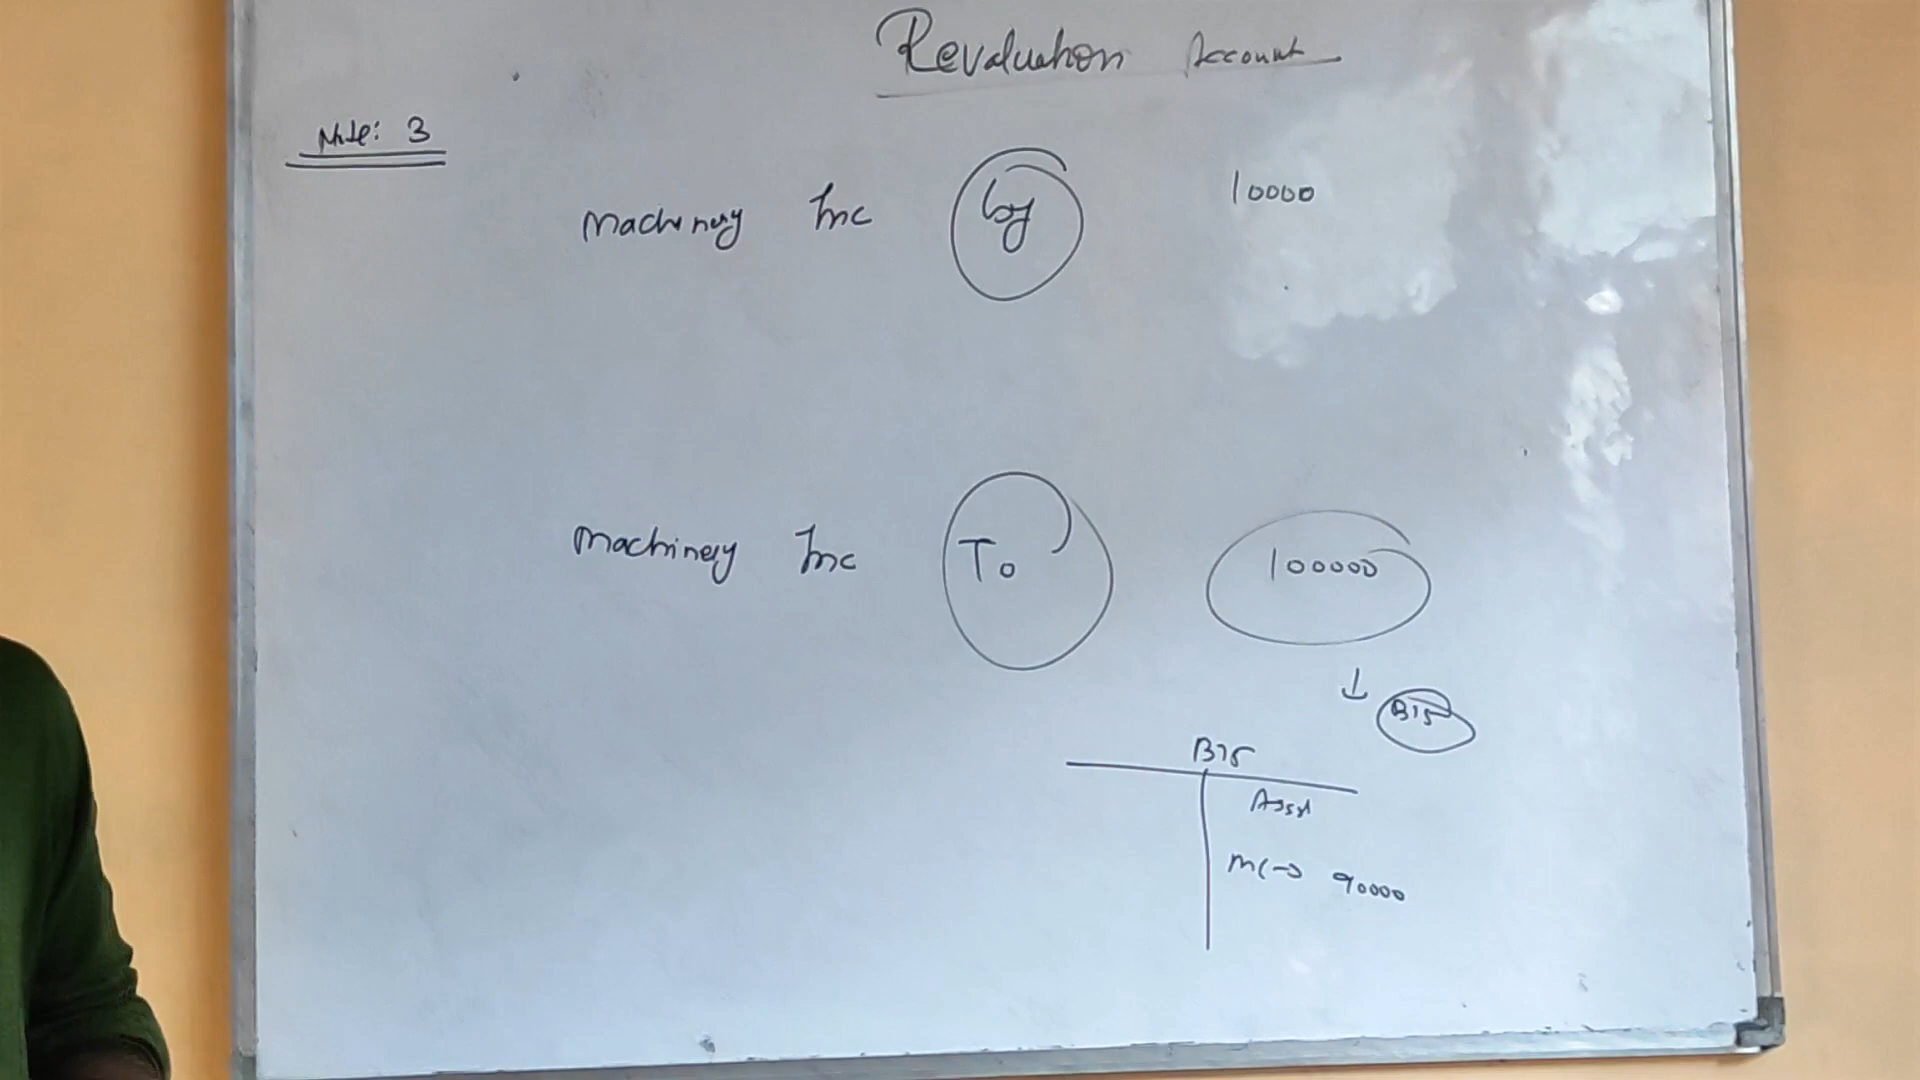 Revaluation Account
Note: 3
Machinery Inc by 10000
Machinery Inc To 100000
↓ B/S
B/S
Asset
M/c → 90000